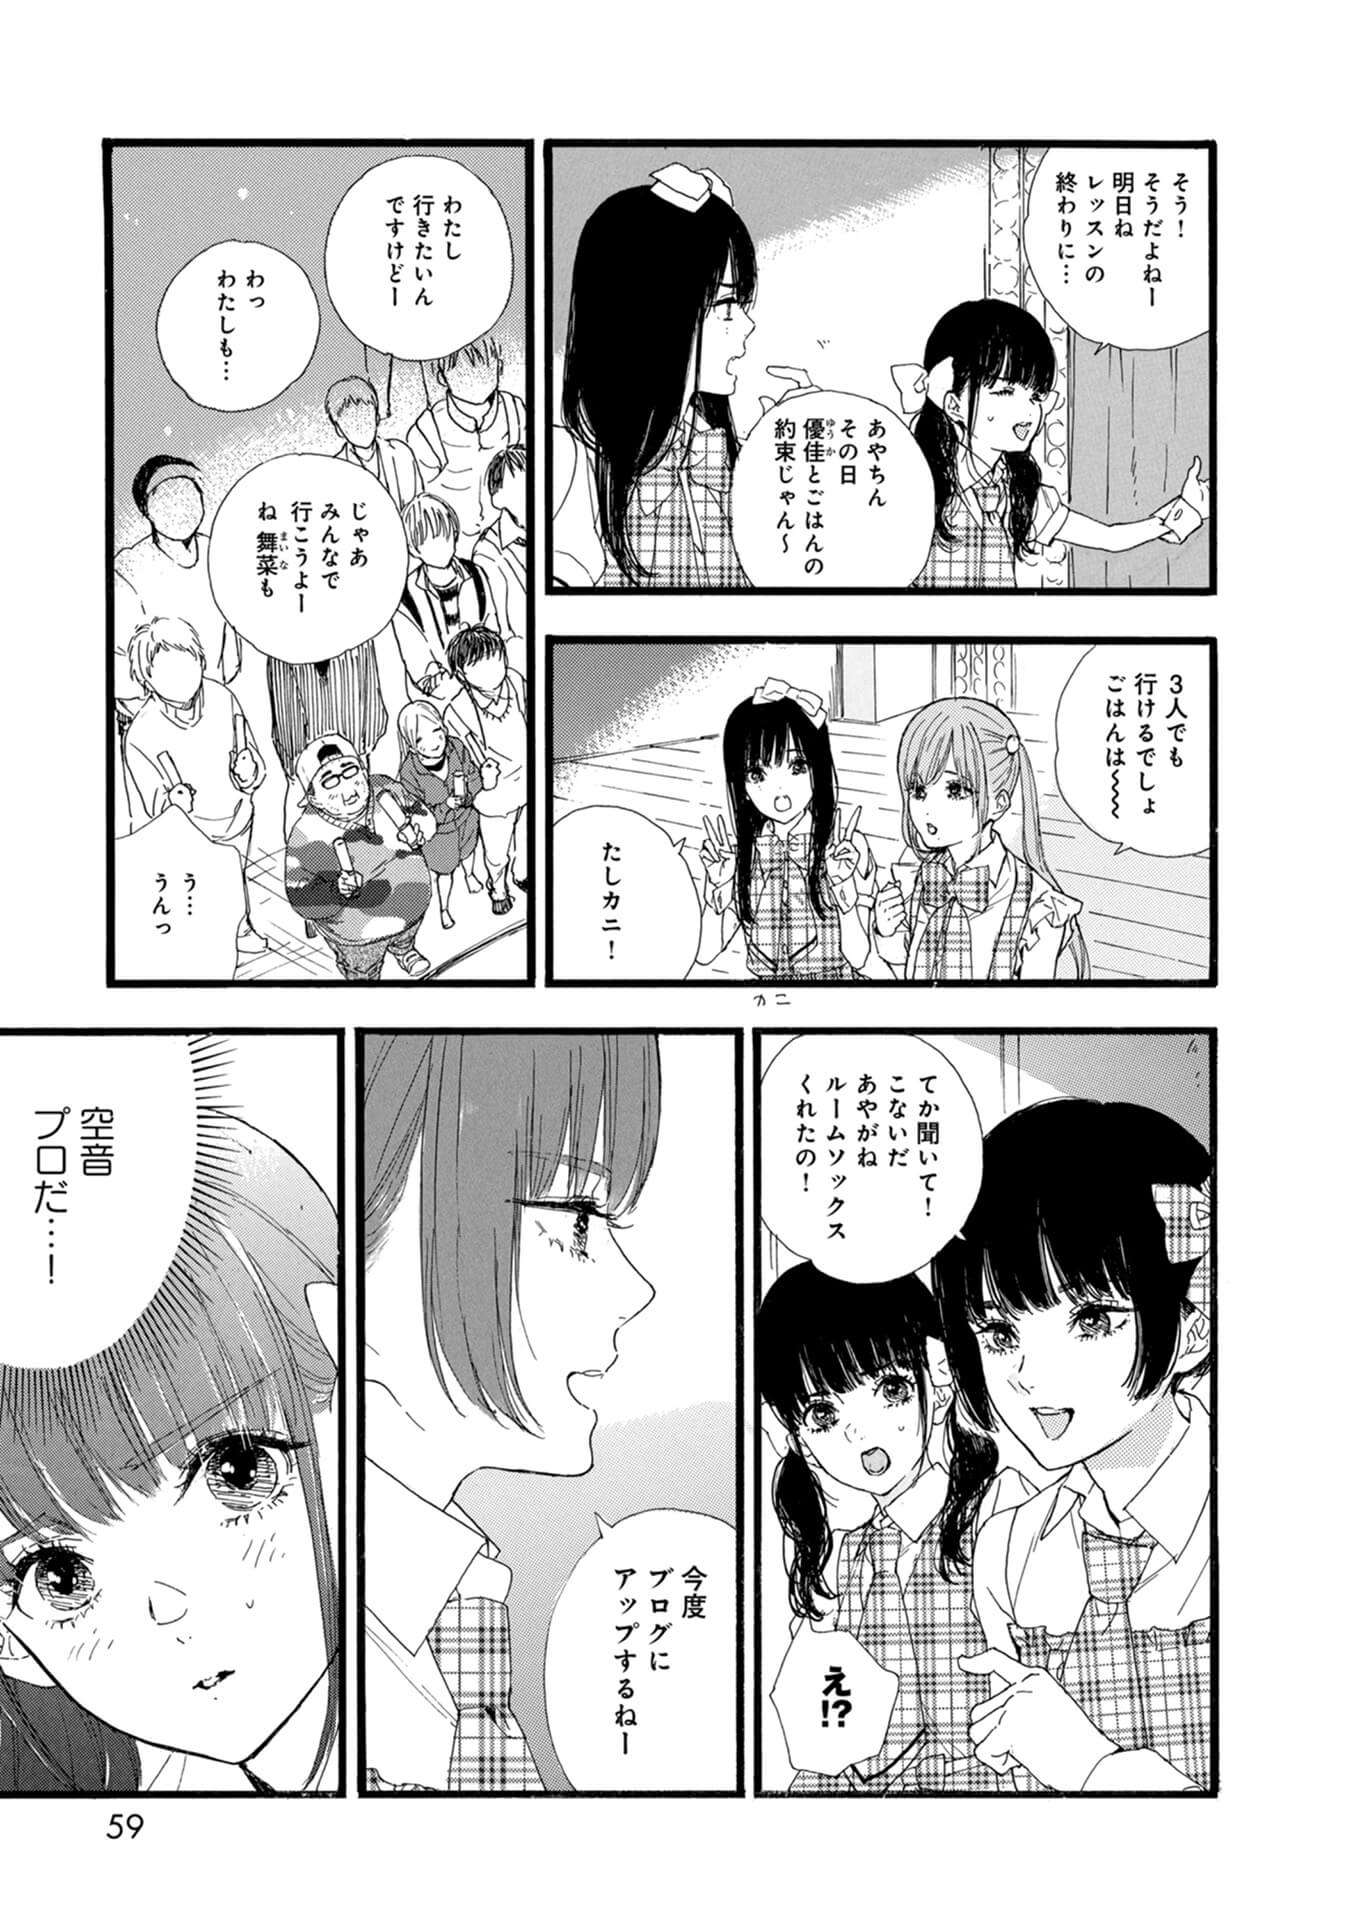 そう！
そうだよねー
明日ね
レッスンの
終わりに…
あやちん
その日
優佳とごはんの
約束じゃん～
ゆうか
3人でも
行けるでしょ
ごはんは～～～
たしカニ！
カニ
わたし
行きたいん
ですけどー
わっ
わたしも…
じゃあ
みんなで
行こうよー
ね 舞菜も
まいな
う…
うんっ
てか聞いて！
こないだ
あやがね
ルームソックス
くれたの！
え!?
今度
ブログに
アップするねー
空音
プロだ…！
59